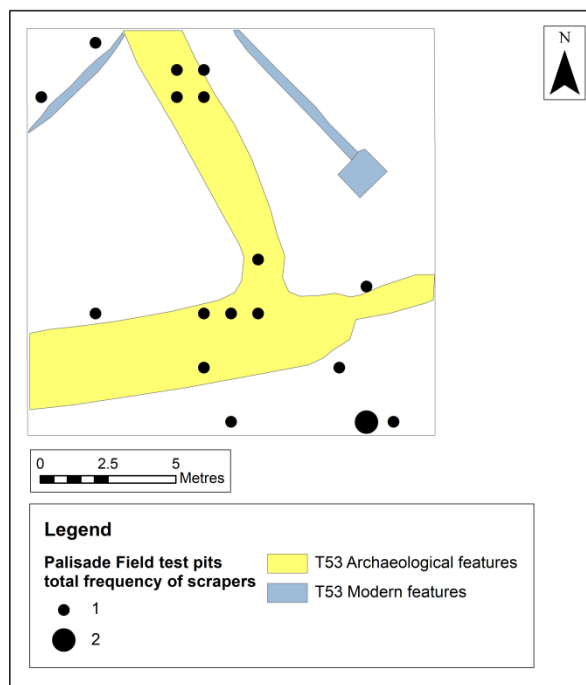 N
0 2.5 5
Metres
Legend
Palisade Field test pits
total frequency of scrapers
1
2
T53 Archaeological features
T53 Modern features